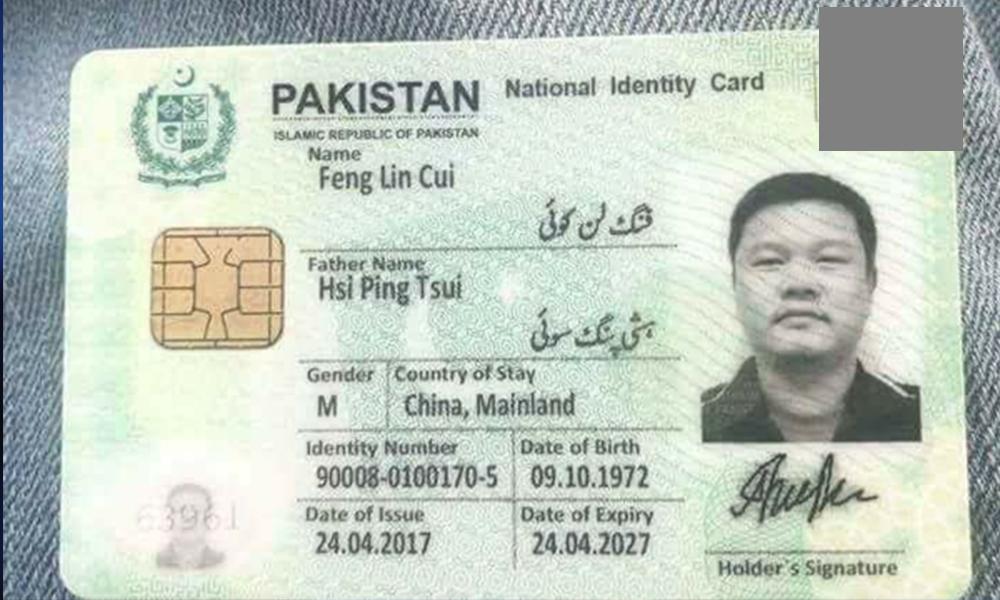 PAKISTAN National Identity Card
ISLAMIC REPUBLIC OF PAKISTAN
Name
Feng Lin Cui
فنگ لن کوئی
Father Name
Hsi Ping Tsui
ہشی پنگ سوئی
Gender Country of Stay
M China, Mainland
Identity Number Date of Birth
90008-0100170-5 09.10.1972
Date of Issue Date of Expiry
24.04.2017 24.04.2027
63961
Holder's Signature